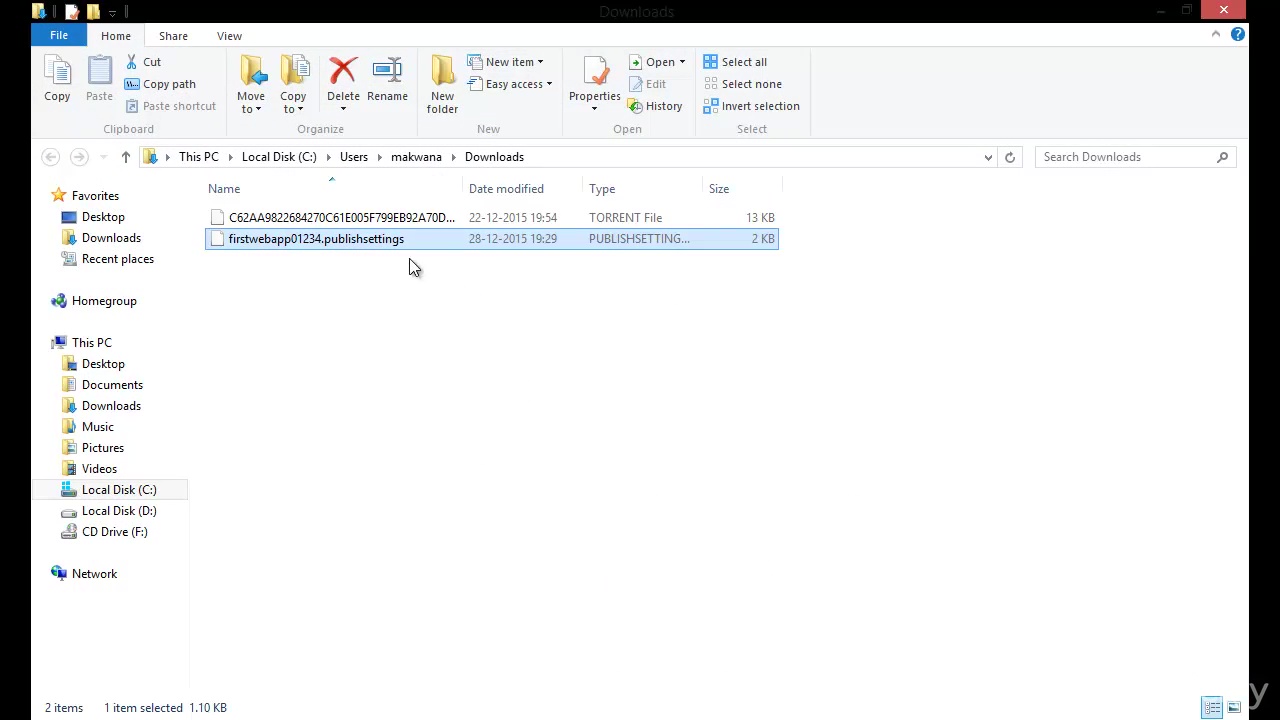 Downloads
File Home Share View
Copy
Paste
Cut
Copy path
Paste shortcut
Clipboard
Move to
Copy to
Delete
Rename
Organize
New folder
New item
Easy access
New
Properties
Open
Edit
History
Open
Select all
Select none
Invert selection
Select
This PC Local Disk (C:) Users makwana Downloads
Search Downloads
Name Date modified Type Size
C62AA9822684270C61E005F799EB92A70D... 22-12-2015 19:54 TORRENT File 13 KB
firstwebapp01234.publishsettings 28-12-2015 19:29 PUBLISHSETTING... 2 KB
Favorites
Desktop
Downloads
Recent places
Homegroup
This PC
Desktop
Documents
Downloads
Music
Pictures
Videos
Local Disk (C:)
Local Disk (D:)
CD Drive (F:)
Network
2 items 1 item selected 1.10 KB
y